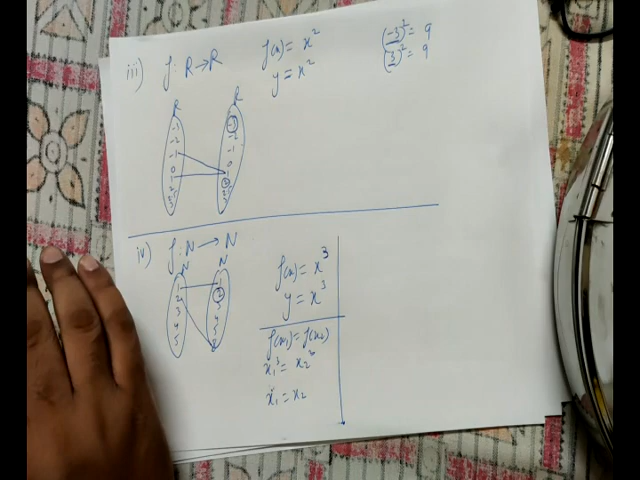 iii) f: R→R
f(x) = x²
y = x²
(-3)² = 9
(3)² = 9
R R
iv) f: N → N
N N
f(x) = x³
y = x³
f(x₁) = f(x₂)
x₁³ = x₂³
x₁ = x₂